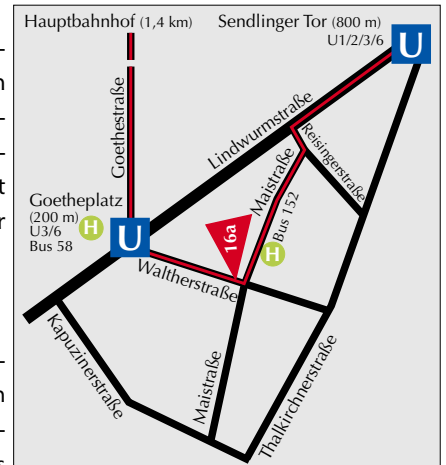 Hauptbahnhof (1,4 km)
Sendlinger Tor (800 m)
U1/2/3/6
U
Goethestraße
Lindwurmstraße
Reisingerstraße
Maistraße
Goetheplatz
(200 m)
U3/6
Bus 58
H
U
16a
Bus 152
H
Waltherstraße
Kapuzinerstraße
Maistraße
Thalkirchnerstraße
n
t
r
n
s